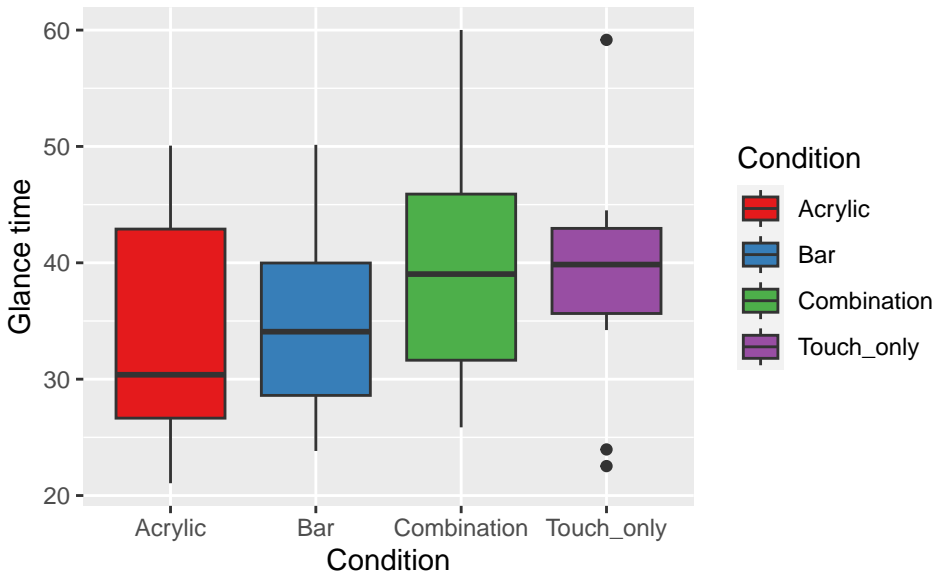 60
50
40
30
20
Glance time
Acrylic
Bar
Combination
Touch_only
Condition
Condition
Acrylic
Bar
Combination
Touch_only